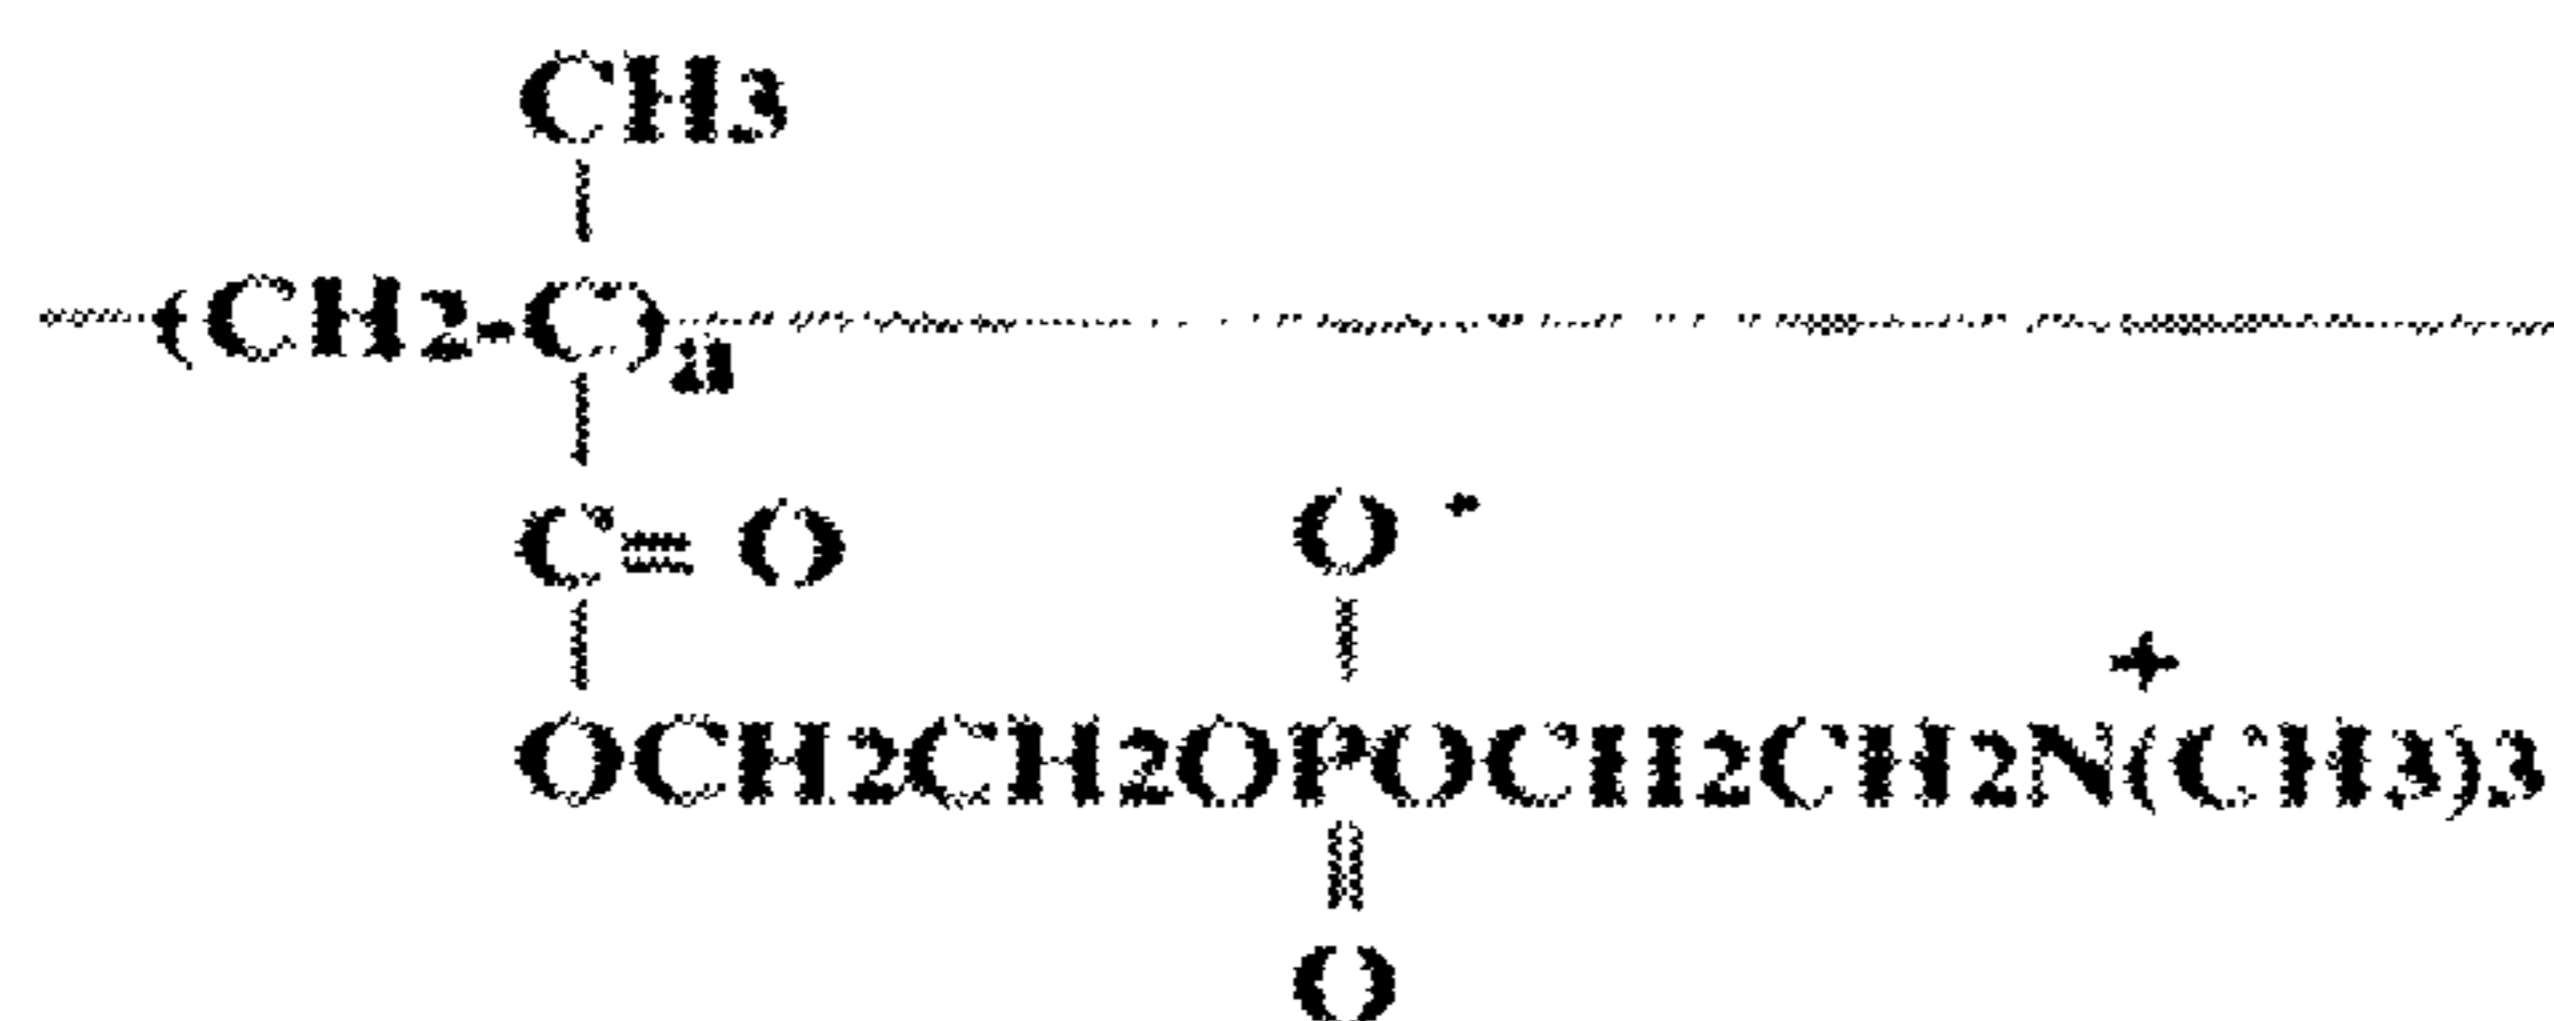 CH3
(CH2-C)a
C= O
O -
+
OCH2CH2OPOCH2CH2N(CH3)3
O